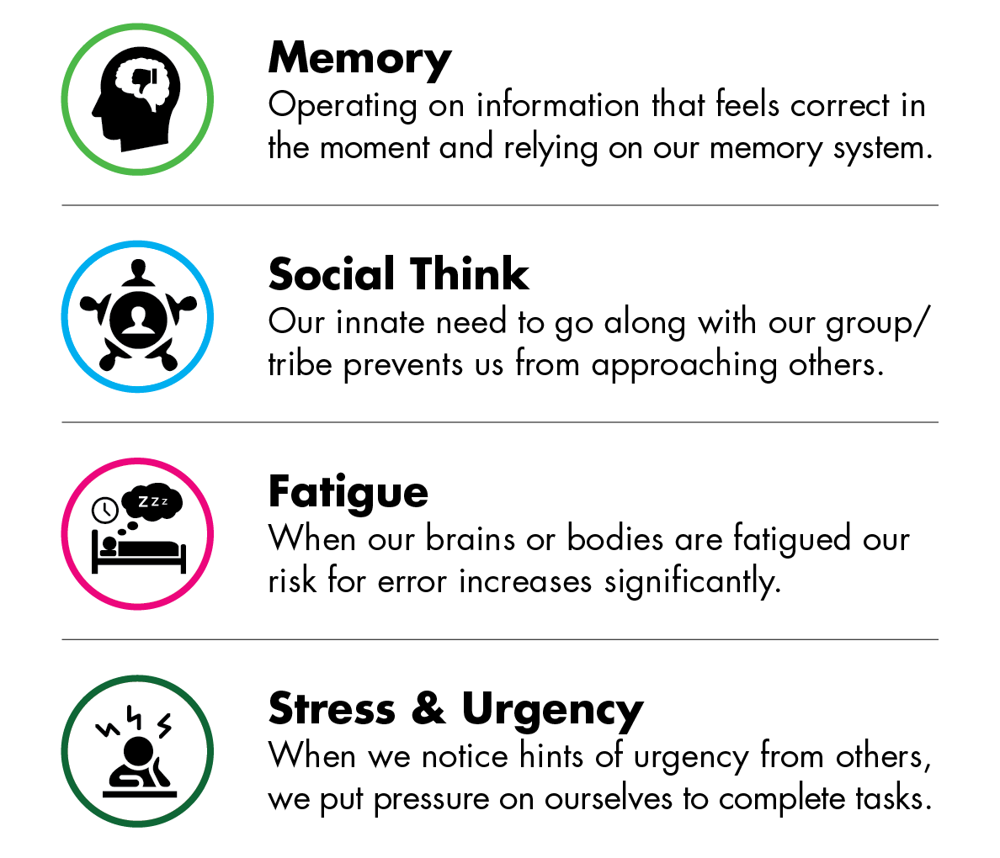 Memory
Operating on information that feels correct in
the moment and relying on our memory system.
Social Think
Our innate need to go along with our group/
tribe prevents us from approaching others.
Z Z Z
Fatigue
When our brains or bodies are fatigued our
risk for error increases significantly.
Stress & Urgency
When we notice hints of urgency from others,
we put pressure on ourselves to complete tasks.